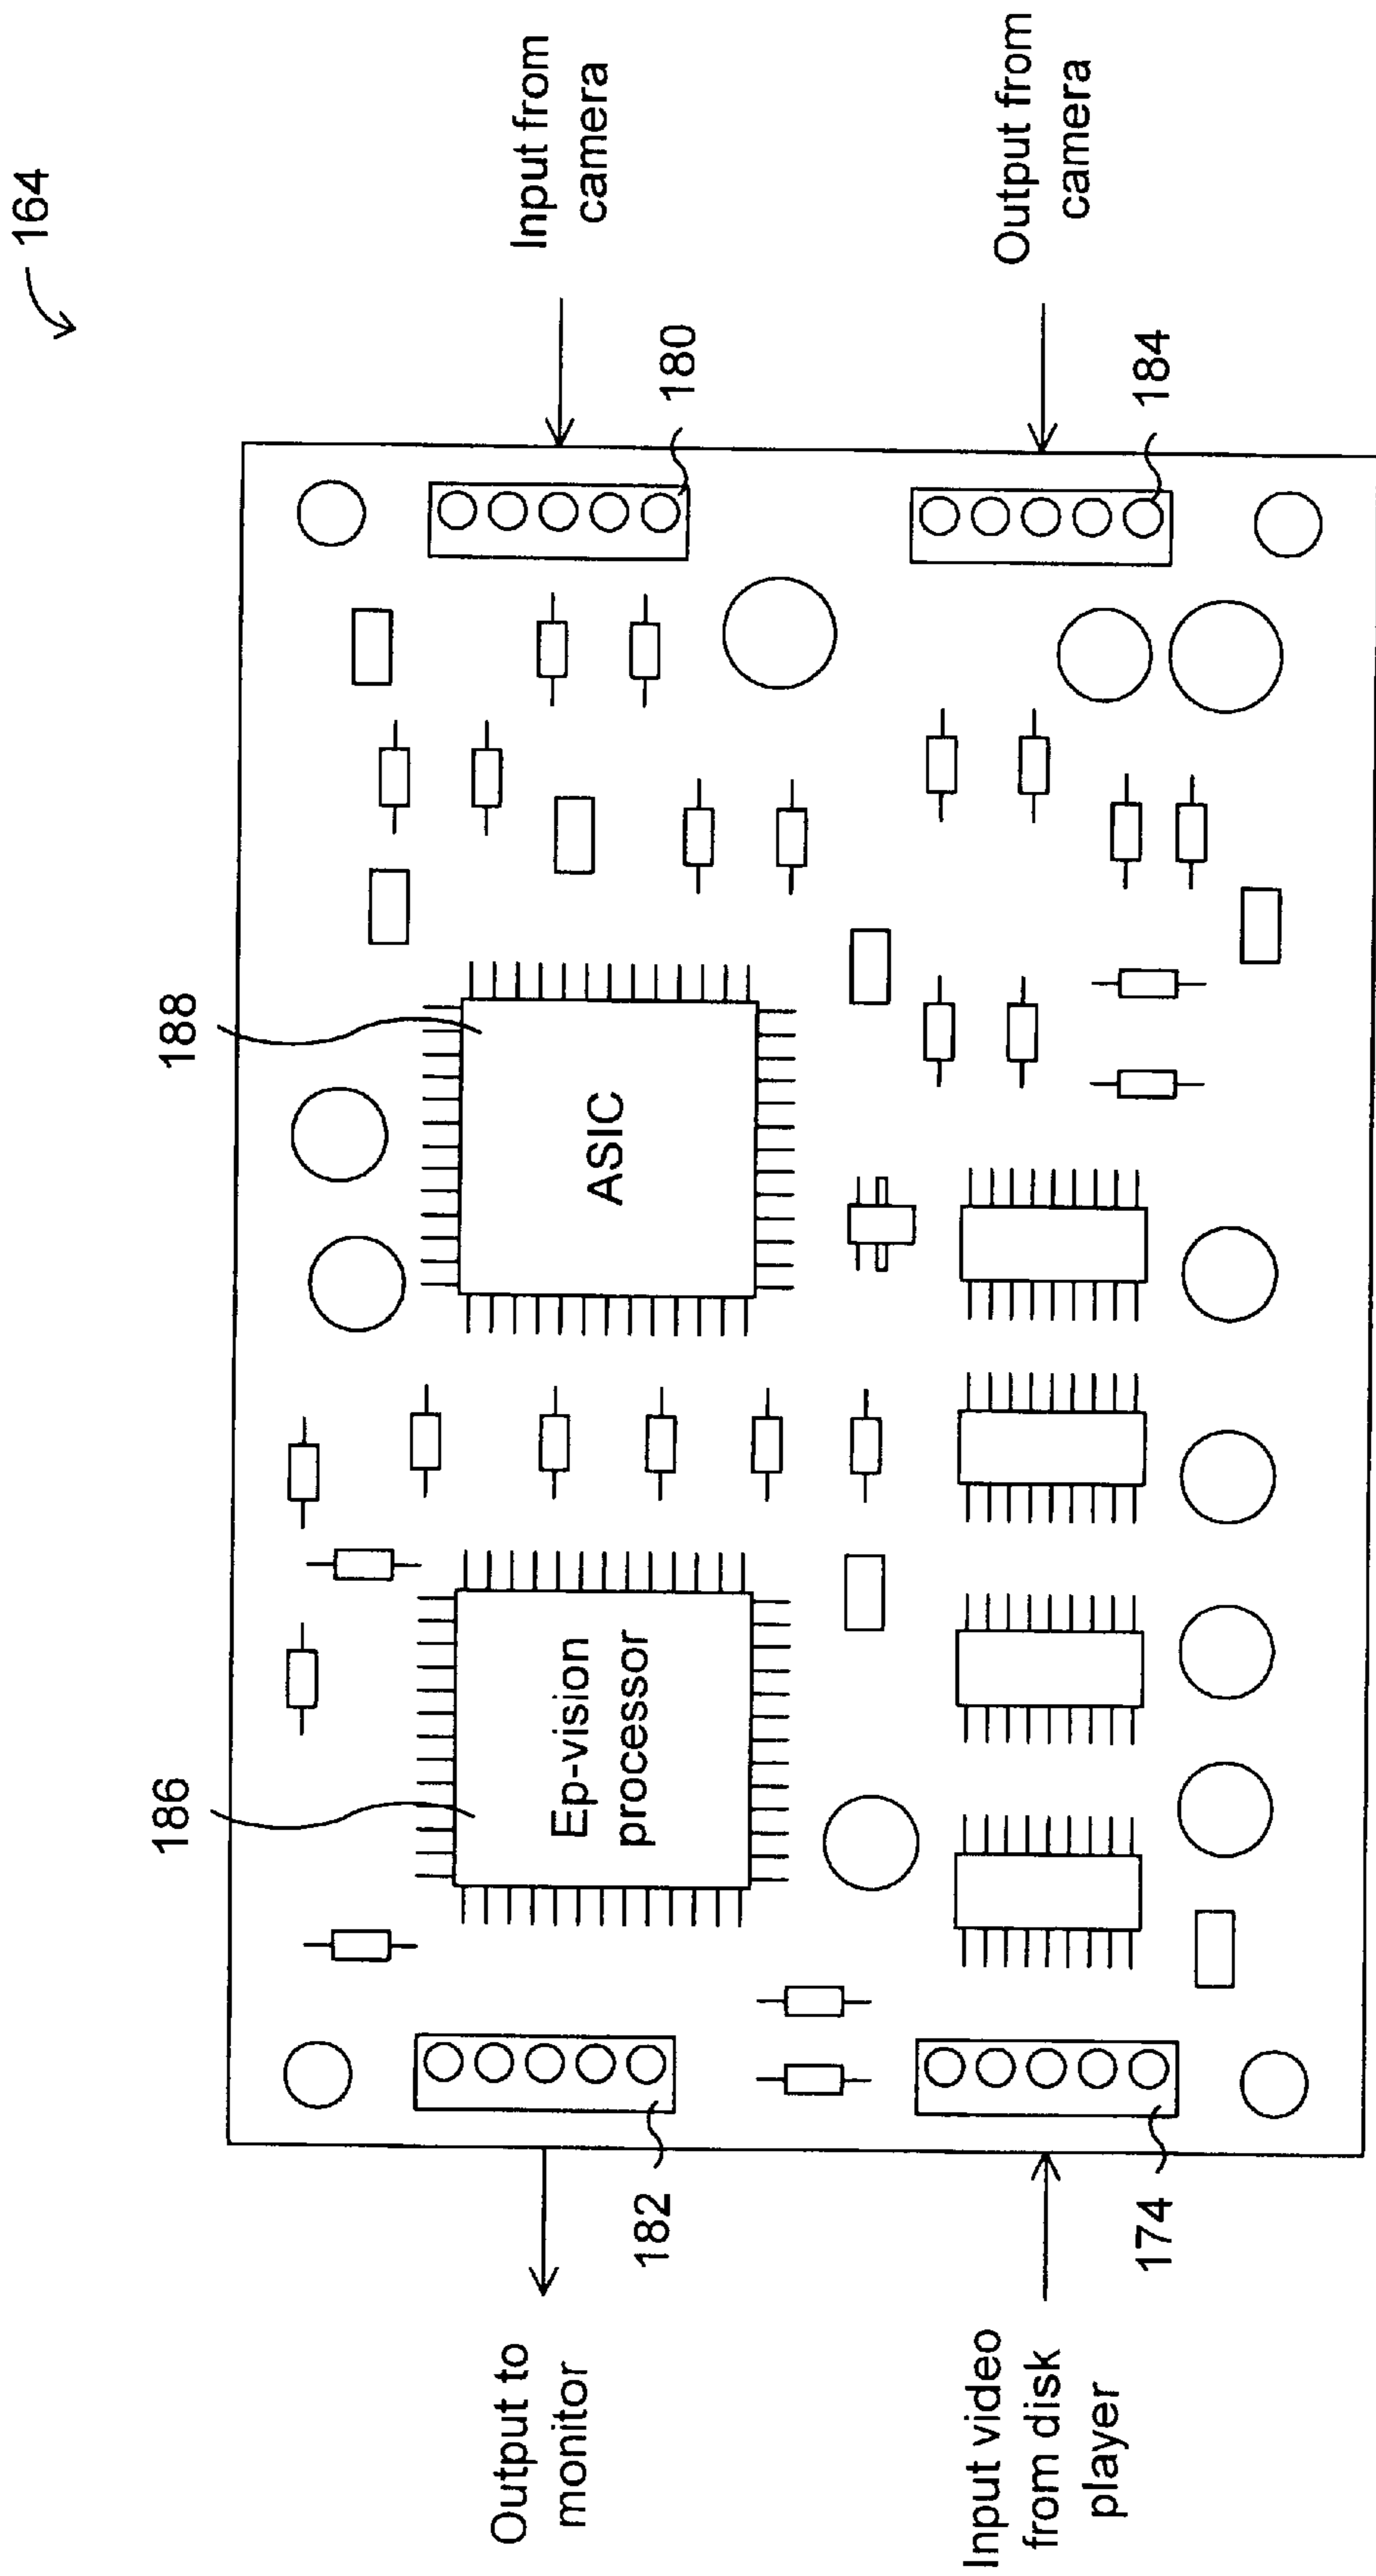 164
Input from
camera
Output from
camera
180
184
188
ASIC
186
Ep-vision
processor
182
174
Output to
monitor
Input video
from disk
player